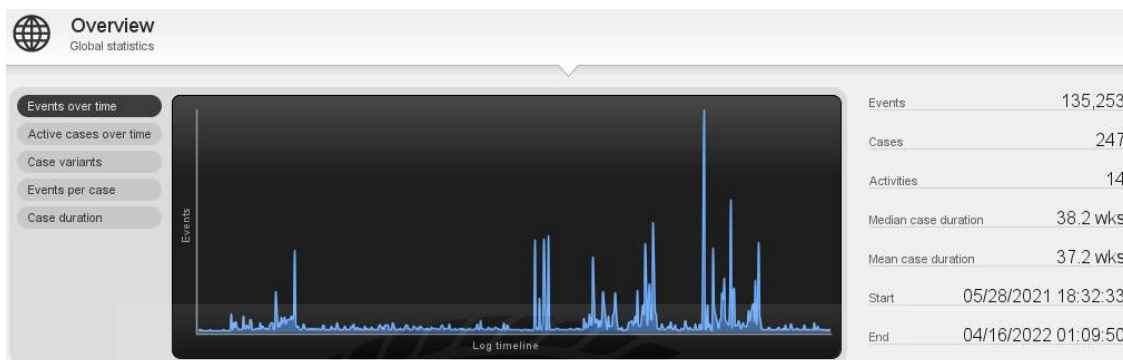 Overview
Global statistics
Events over time
Active cases over time
Case variants
Events per case
Case duration
Events
Log timeline
Events 135,253
Cases 247
Activities 14
Median case duration 38.2 wks
Mean case duration 37.2 wks
Start 05/28/2021 18:32:33
End 04/16/2022 01:09:50